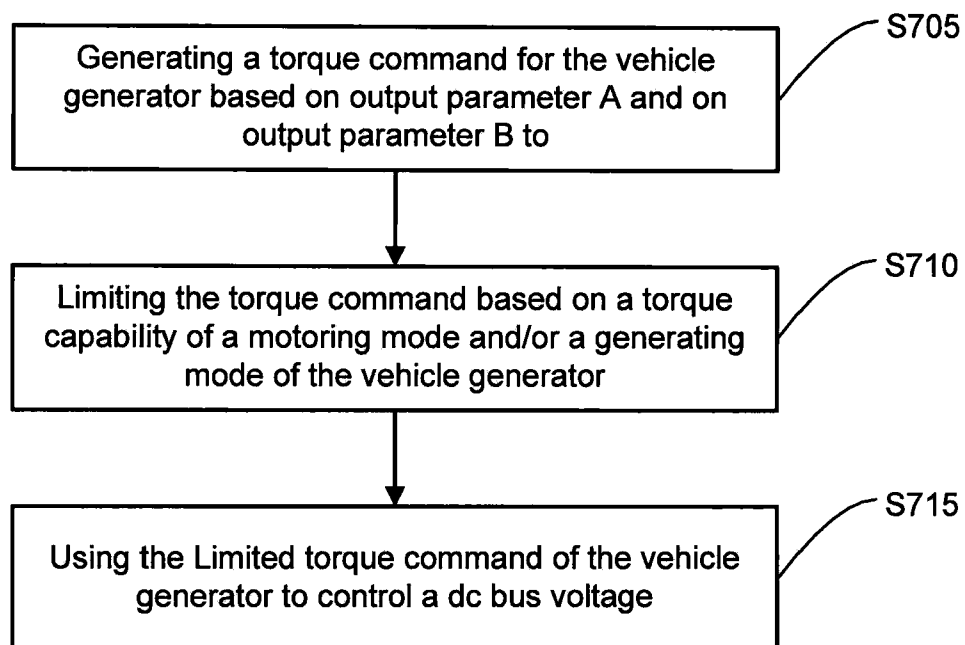 S705
Generating a torque command for the vehicle
generator based on output parameter A and on
output parameter B to
S710
Limiting the torque command based on a torque
capability of a motoring mode and/or a generating
mode of the vehicle generator
S715
Using the Limited torque command of the vehicle
generator to control a dc bus voltage